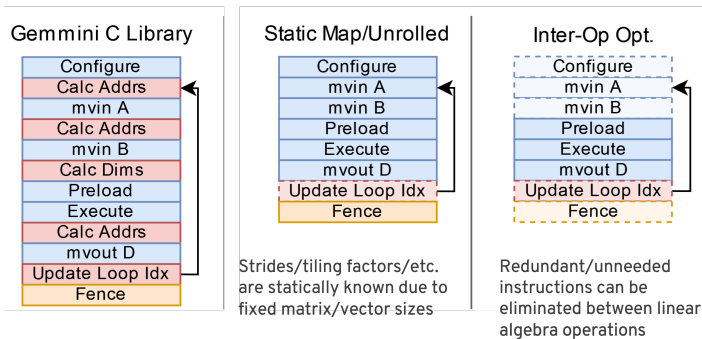 Gemmini C Library
Configure
Calc Addrs
mvin A
Calc Addrs
mvin B
Calc Dims
Preload
Execute
Calc Addrs
mvout D
Update Loop Idx
Fence
Static Map/Unrolled
Configure
mvin A
mvin B
Preload
Execute
mvout D
Update Loop Idx
Fence
Strides/tiling factors/etc.
are statically known due to
fixed matrix/vector sizes
Inter-Op Opt.
Configure
mvin A
mvin B
Preload
Execute
mvout D
Update Loop Idx
Fence
Redundant/unneeded
instructions can be
eliminated between linear
algebra operations